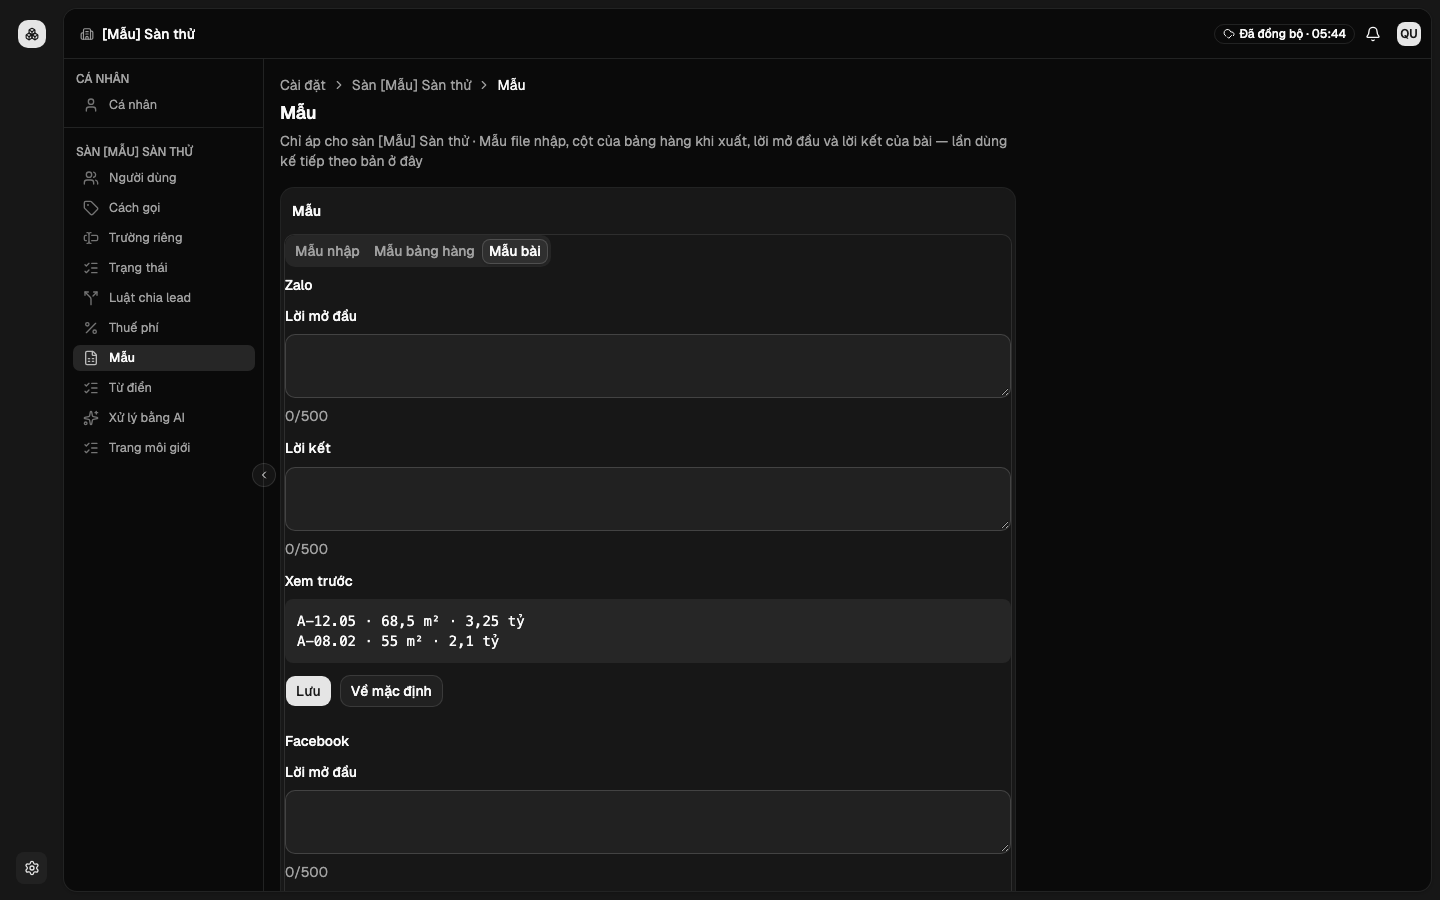 [Mẫu] Sàn thử
Đã đồng bộ · 05:44
QU
CÁ NHÂN
Cá nhân
SÀN [MẪU] SÀN THỬ
Người dùng
Cách gọi
Trường riêng
Trạng thái
Luật chia lead
Thuế phí
Mẫu
Từ điển
Xử lý bằng AI
Trang môi giới
Cài đặt > Sàn [Mẫu] Sàn thử > Mẫu
Mẫu
Chỉ áp cho sàn [Mẫu] Sàn thử · Mẫu file nhập, cột của bảng hàng khi xuất, lời mở đầu và lời kết của bài — lần dùng
kế tiếp theo bản ở đây
Mẫu
Mẫu nhập Mẫu bảng hàng Mẫu bài
Zalo
Lời mở đầu
0/500
Lời kết
0/500
Xem trước
A-12.05 · 68,5 m² · 3,25 tỷ
A-08.02 · 55 m² · 2,1 tỷ
Lưu Về mặc định
Facebook
Lời mở đầu
0/500